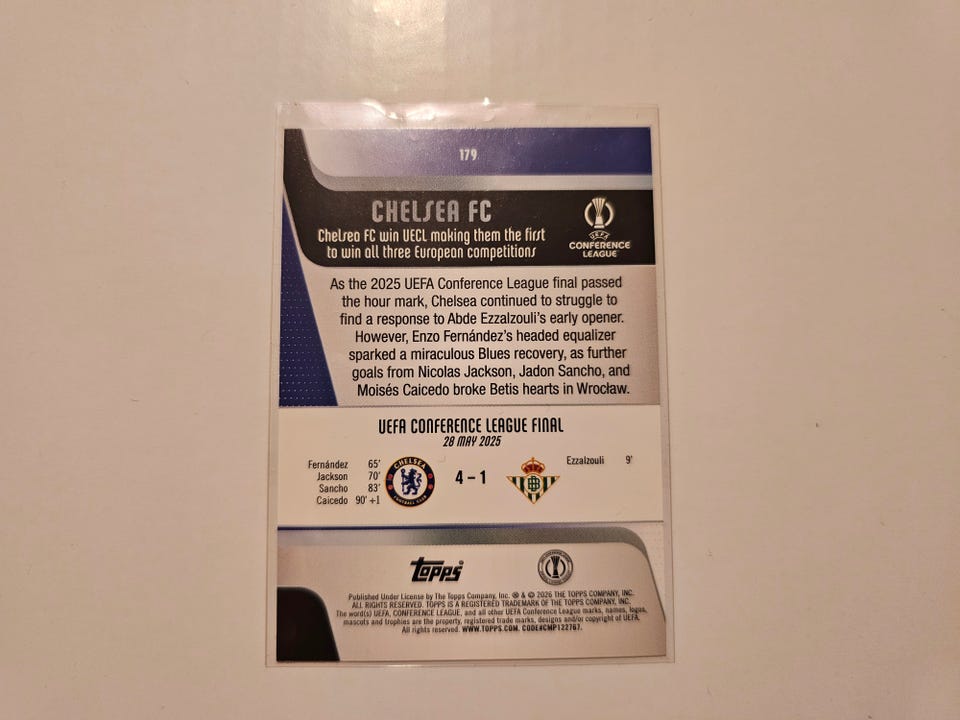 179
CHELSEA FC
Chelsea FC win UECL making them the first
to win all three European competitions
UEFA
CONFERENCE
LEAGUE
As the 2025 UEFA Conference League final passed
the hour mark, Chelsea continued to struggle to
find a response to Abde Ezzalzouli's early opener.
However, Enzo Fernández's headed equalizer
sparked a miraculous Blues recovery, as further
goals from Nicolas Jackson, Jadon Sancho, and
Moisés Caicedo broke Betis hearts in Wrocław.
UEFA CONFERENCE LEAGUE FINAL
28 MAY 2025
Fernández 65'
Jackson 70'
Sancho 83'
Caicedo 90' +1
CHELSEA
FOOTBALL CLUB
4 – 1
Ezzalzouli 9'
Topps®
Published Under License by The Topps Company, Inc. ® & © 2026 THE TOPPS COMPANY, INC.
ALL RIGHTS RESERVED. TOPPS IS A REGISTERED TRADEMARK OF THE TOPPS COMPANY, INC.
The word(s) UEFA, CONFERENCE LEAGUE, and all other UEFA Conference League marks, names, logos,
mascots and trophies are the property, registered trade marks, designs and/or copyright of UEFA.
All rights reserved. WWW.TOPPS.COM. CODE#CMP122767.